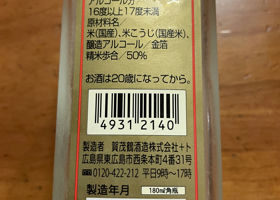 アルコール分
16度以上17度未満
原材料名
米(国産)、米こうじ(国産米)、
醸造アルコール／金箔
精米歩合／50%
お酒は20歳になってから。
4931 2140
製造者 賀茂鶴酒造株式会社 +ト
広島県東広島市西条本町4番31号
0120-422-212 平日9時～17時
製造年月
180㎖角瓶